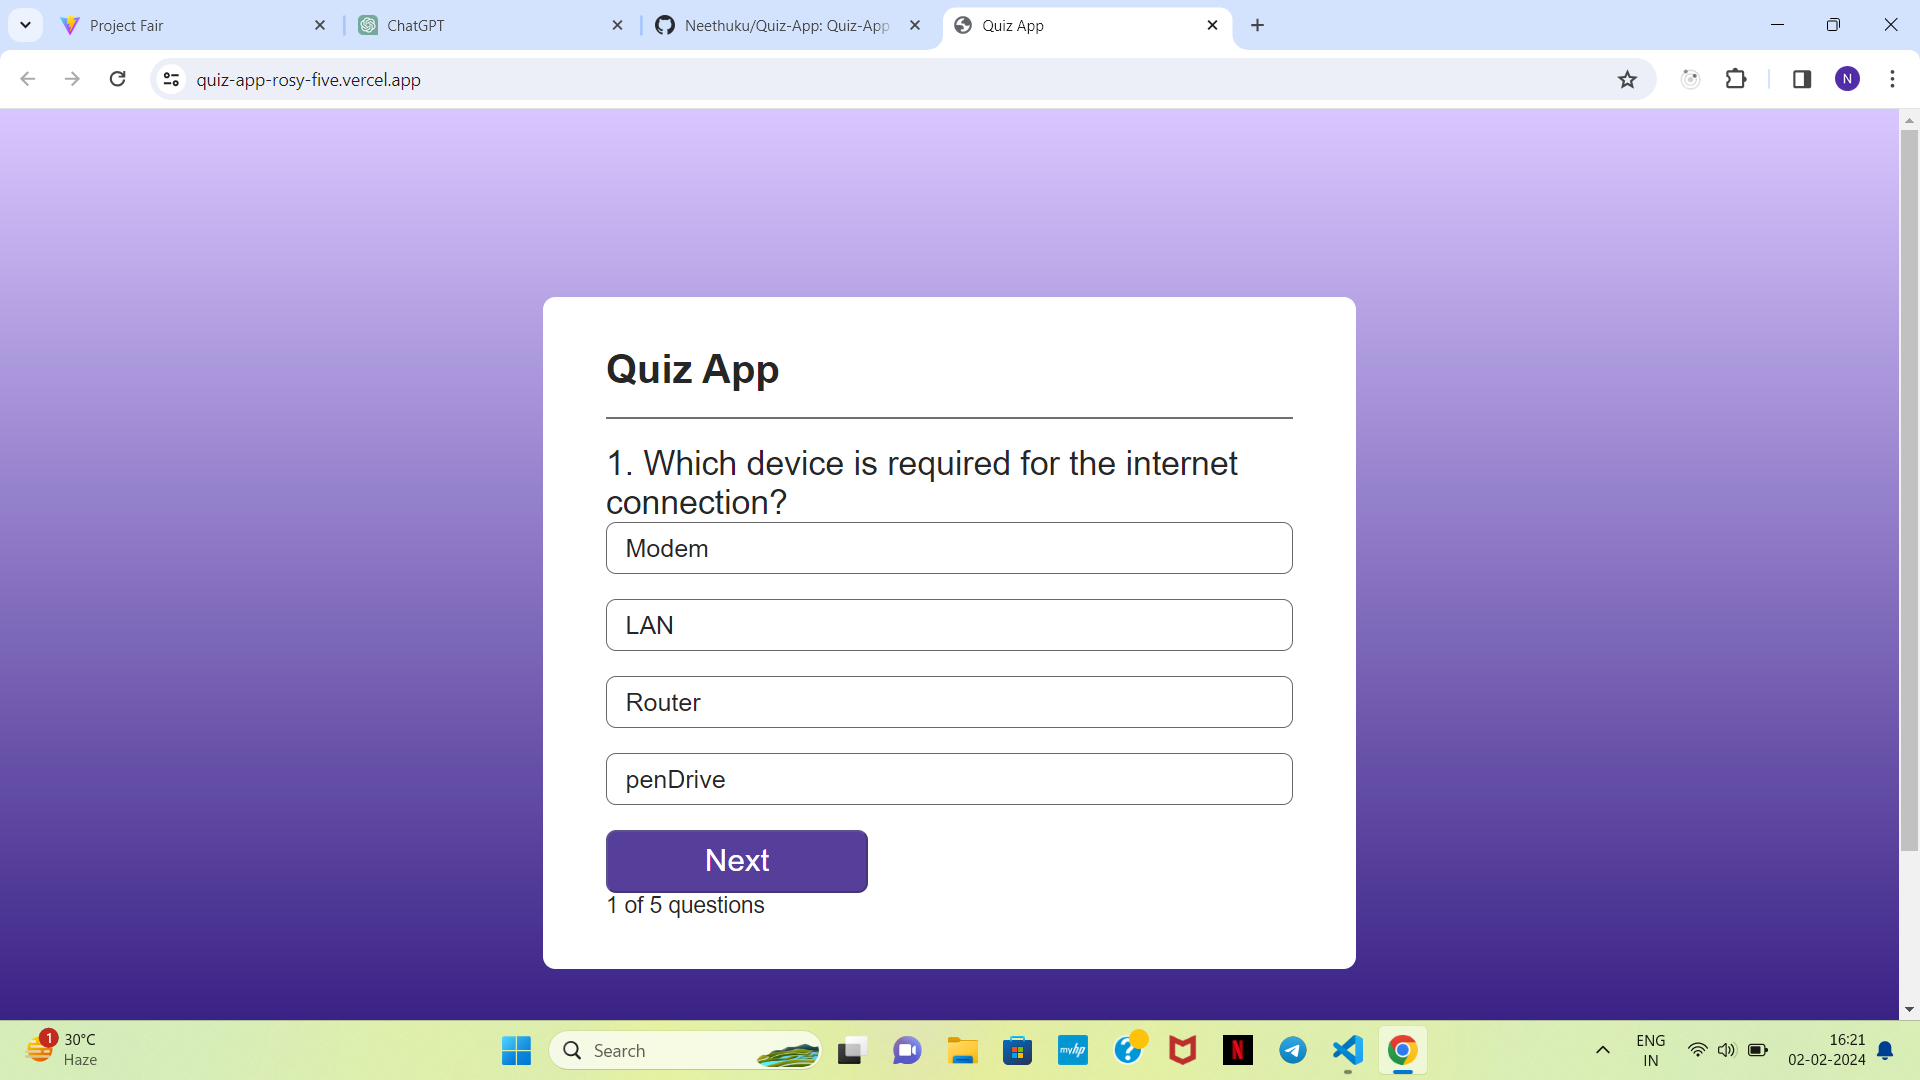 Project Fair
ChatGPT
Neethuku/Quiz-App: Quiz-App
Quiz App
quiz-app-rosy-five.vercel.app
N
Quiz App
1. Which device is required for the internet
connection?
Modem
LAN
Router
penDrive
Next
1 of 5 questions
1
30°C
Haze
Search
myhp
N
ENG
IN
16:21
02-02-2024